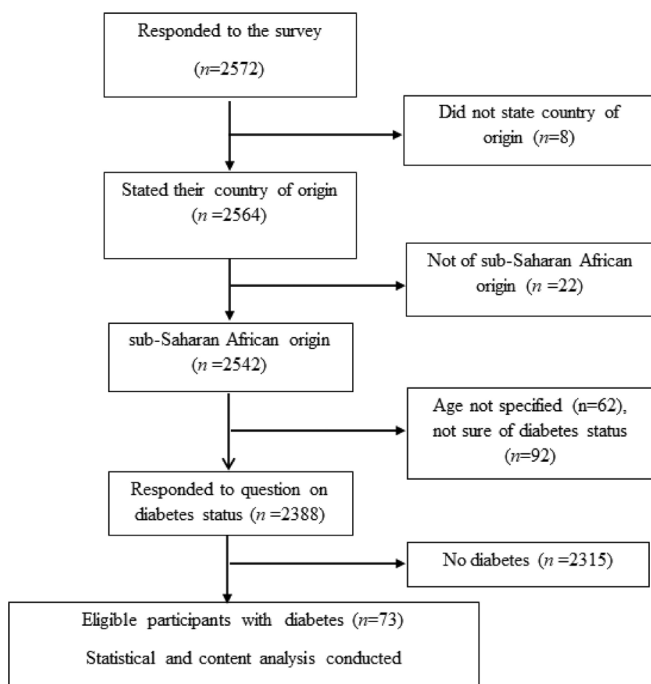 Responded to the survey
(n=2572)
Did not state country of
origin (n=8)
Stated their country of origin
(n =2564)
Not of sub-Saharan African
origin (n =22)
sub-Saharan African origin
(n =2542)
Age not specified (n=62),
not sure of diabetes status
(n=92)
Responded to question on
diabetes status (n =2388)
No diabetes (n =2315)
Eligible participants with diabetes (n=73)
Statistical and content analysis conducted